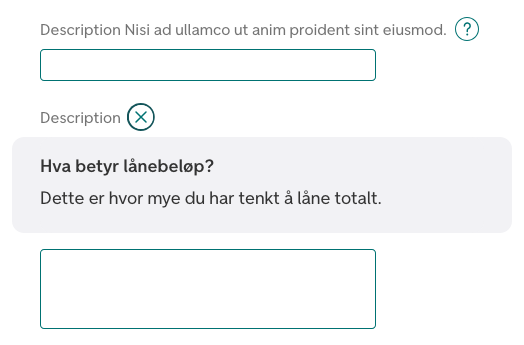 Description Nisi ad ullamco ut anim proident sint eiusmod. ?
Description
Hva betyr lånebeløp?
Dette er hvor mye du har tenkt å låne totalt.